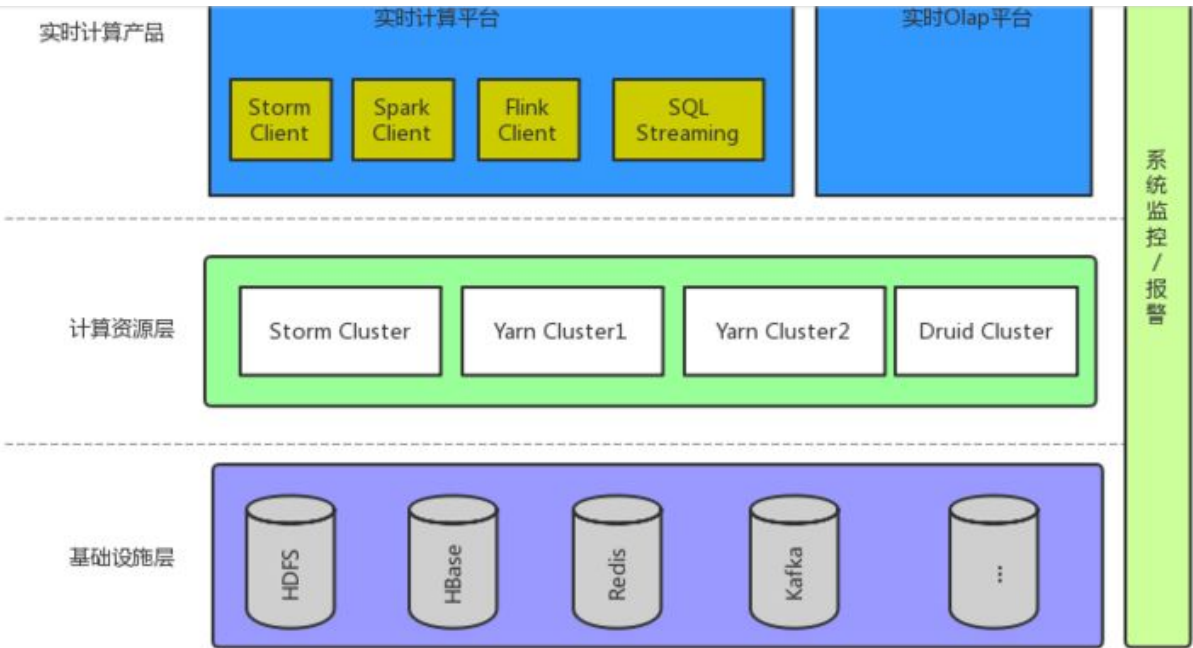 实时计算产品
实时计算平台
实时Olap平台
Storm
Client
Spark
Client
Flink
Client
SQL
Streaming
计算资源层
Storm Cluster
Yarn Cluster1
Yarn Cluster2
Druid Cluster
基础设施层
HDFS
HBase
Redis
Kafka
...
系统监控/报警